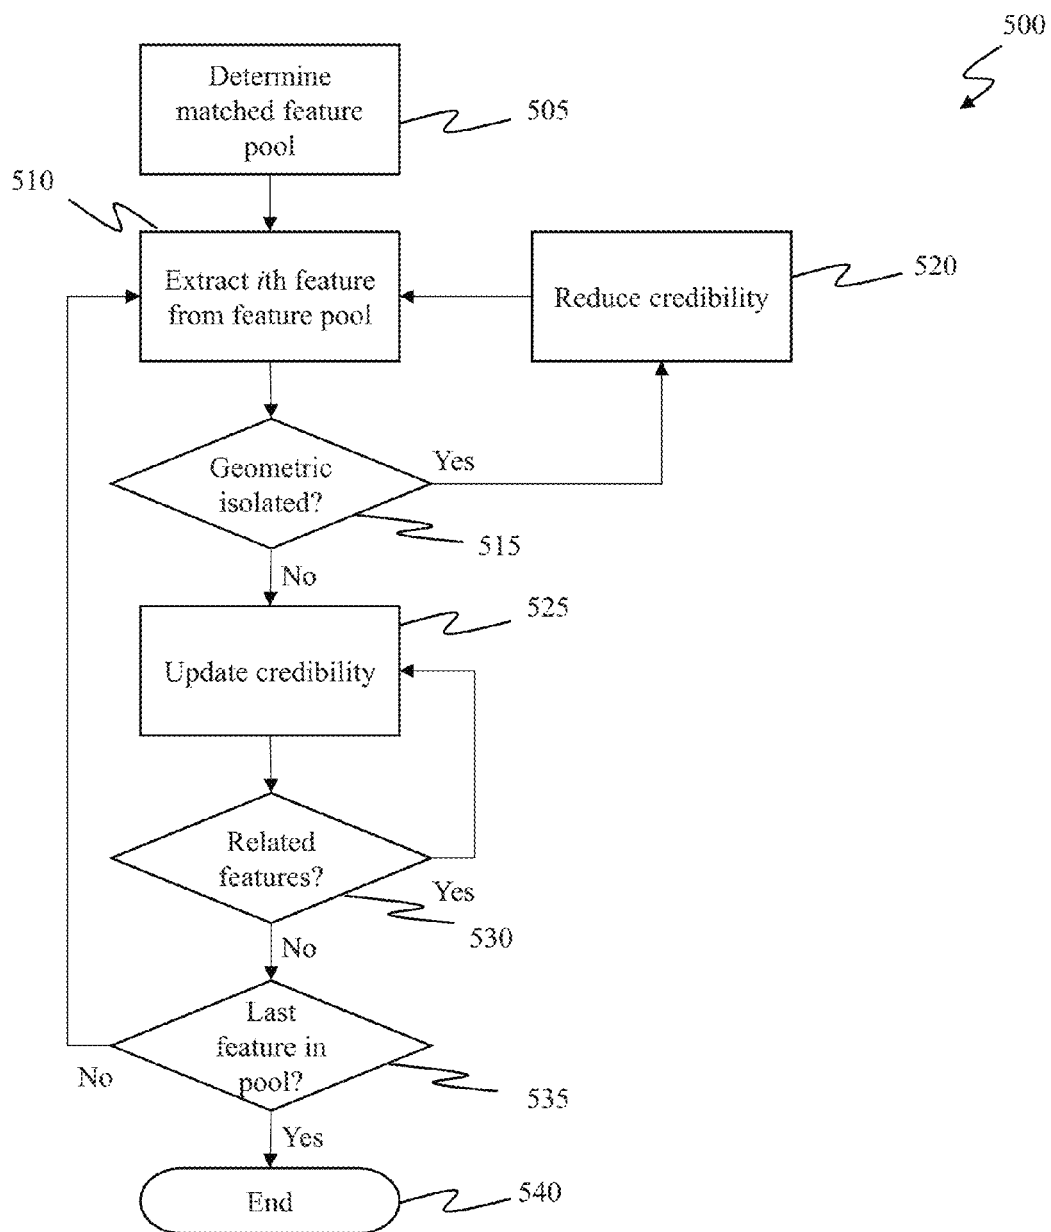 500
Determine
matched feature
pool
505
510
Extract ith feature
from feature pool
Reduce credibility
520
Geometric
isolated?
Yes
515
No
525
Update credibility
Related
features?
Yes
530
No
Last
feature in
pool?
No
535
Yes
End
540